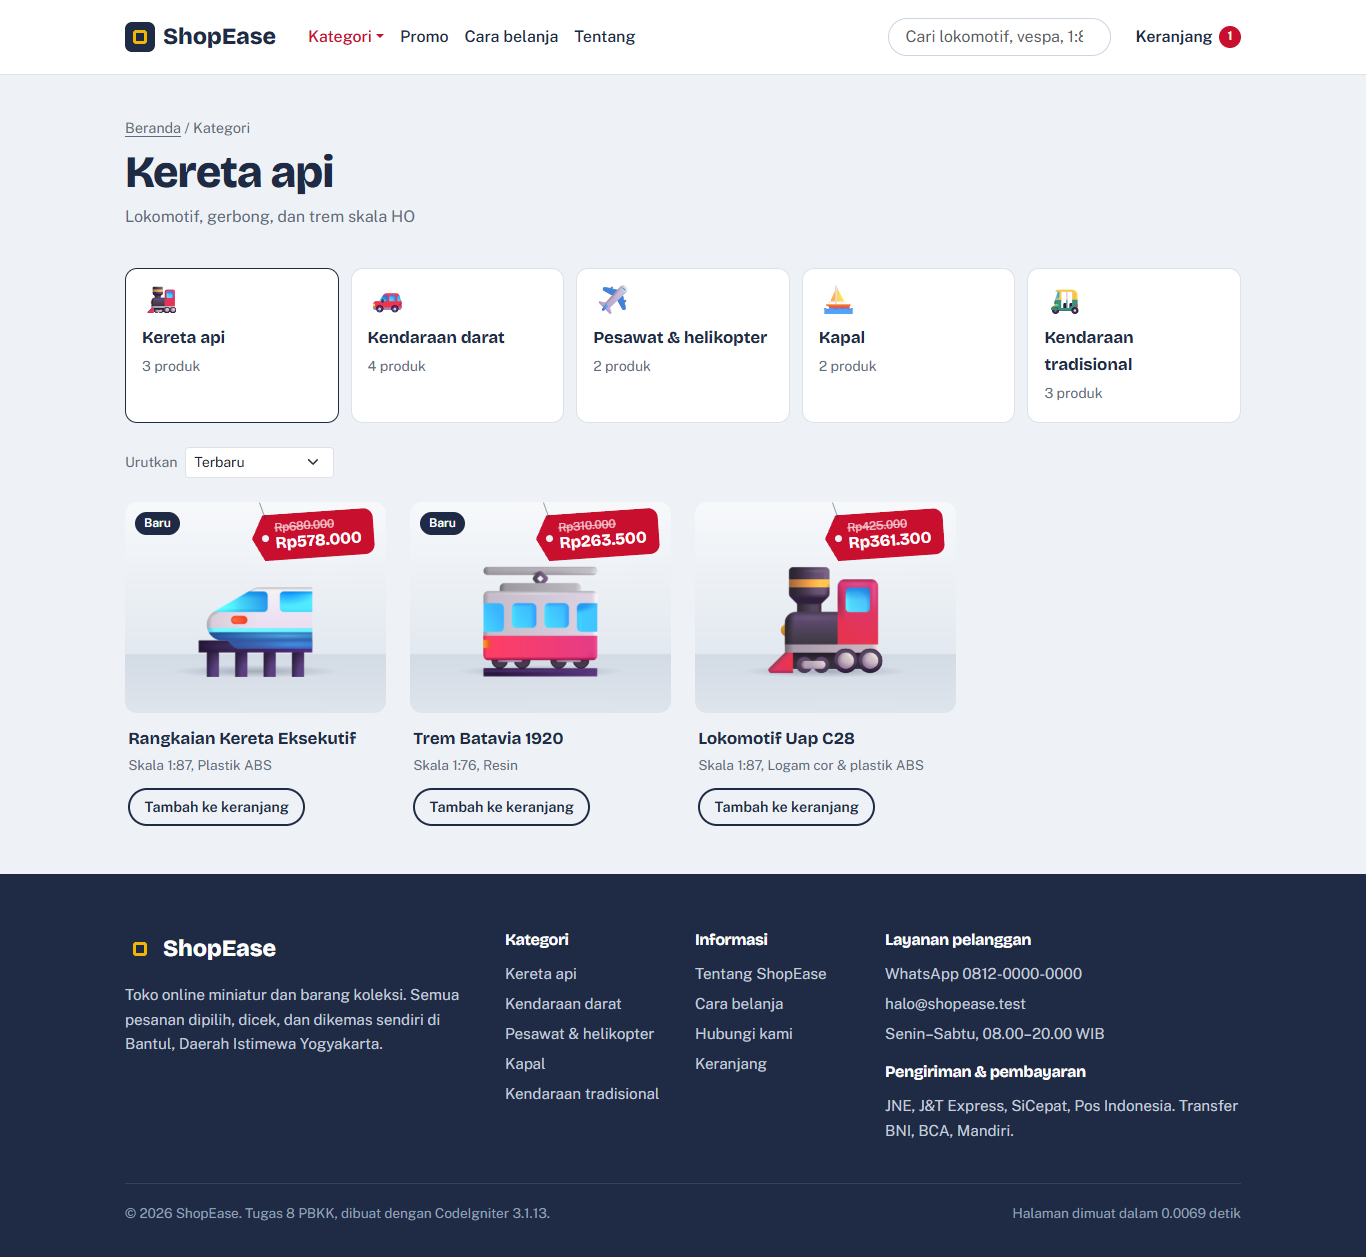 ShopEase
Kategori
Promo
Cara belanja
Tentang
Cari lokomotif, vespa, 1:8
Keranjang 1
Beranda / Kategori
Kereta api
Lokomotif, gerbong, dan trem skala HO
Kereta api
3 produk
Kendaraan darat
4 produk
Pesawat & helikopter
2 produk
Kapal
2 produk
Kendaraan
tradisional
3 produk
Urutkan Terbaru
Baru
Rp680.000
Rp578.000
Rangkaian Kereta Eksekutif
Skala 1:87, Plastik ABS
Tambah ke keranjang
Baru
Rp310.000
Rp263.500
Trem Batavia 1920
Skala 1:76, Resin
Tambah ke keranjang
Rp425.000
Rp361.300
Lokomotif Uap C28
Skala 1:87, Logam cor & plastik ABS
Tambah ke keranjang
ShopEase
Toko online miniatur dan barang koleksi. Semua
pesanan dipilih, dicek, dan dikemas sendiri di
Bantul, Daerah Istimewa Yogyakarta.
Kategori
Kereta api
Kendaraan darat
Pesawat & helikopter
Kapal
Kendaraan tradisional
Informasi
Tentang ShopEase
Cara belanja
Hubungi kami
Keranjang
Layanan pelanggan
WhatsApp 0812-0000-0000
halo@shopease.test
Senin–Sabtu, 08.00–20.00 WIB
Pengiriman & pembayaran
JNE, J&T Express, SiCepat, Pos Indonesia. Transfer
BNI, BCA, Mandiri.
© 2026 ShopEase. Tugas 8 PBKK, dibuat dengan CodeIgniter 3.1.13.
Halaman dimuat dalam 0.0069 detik